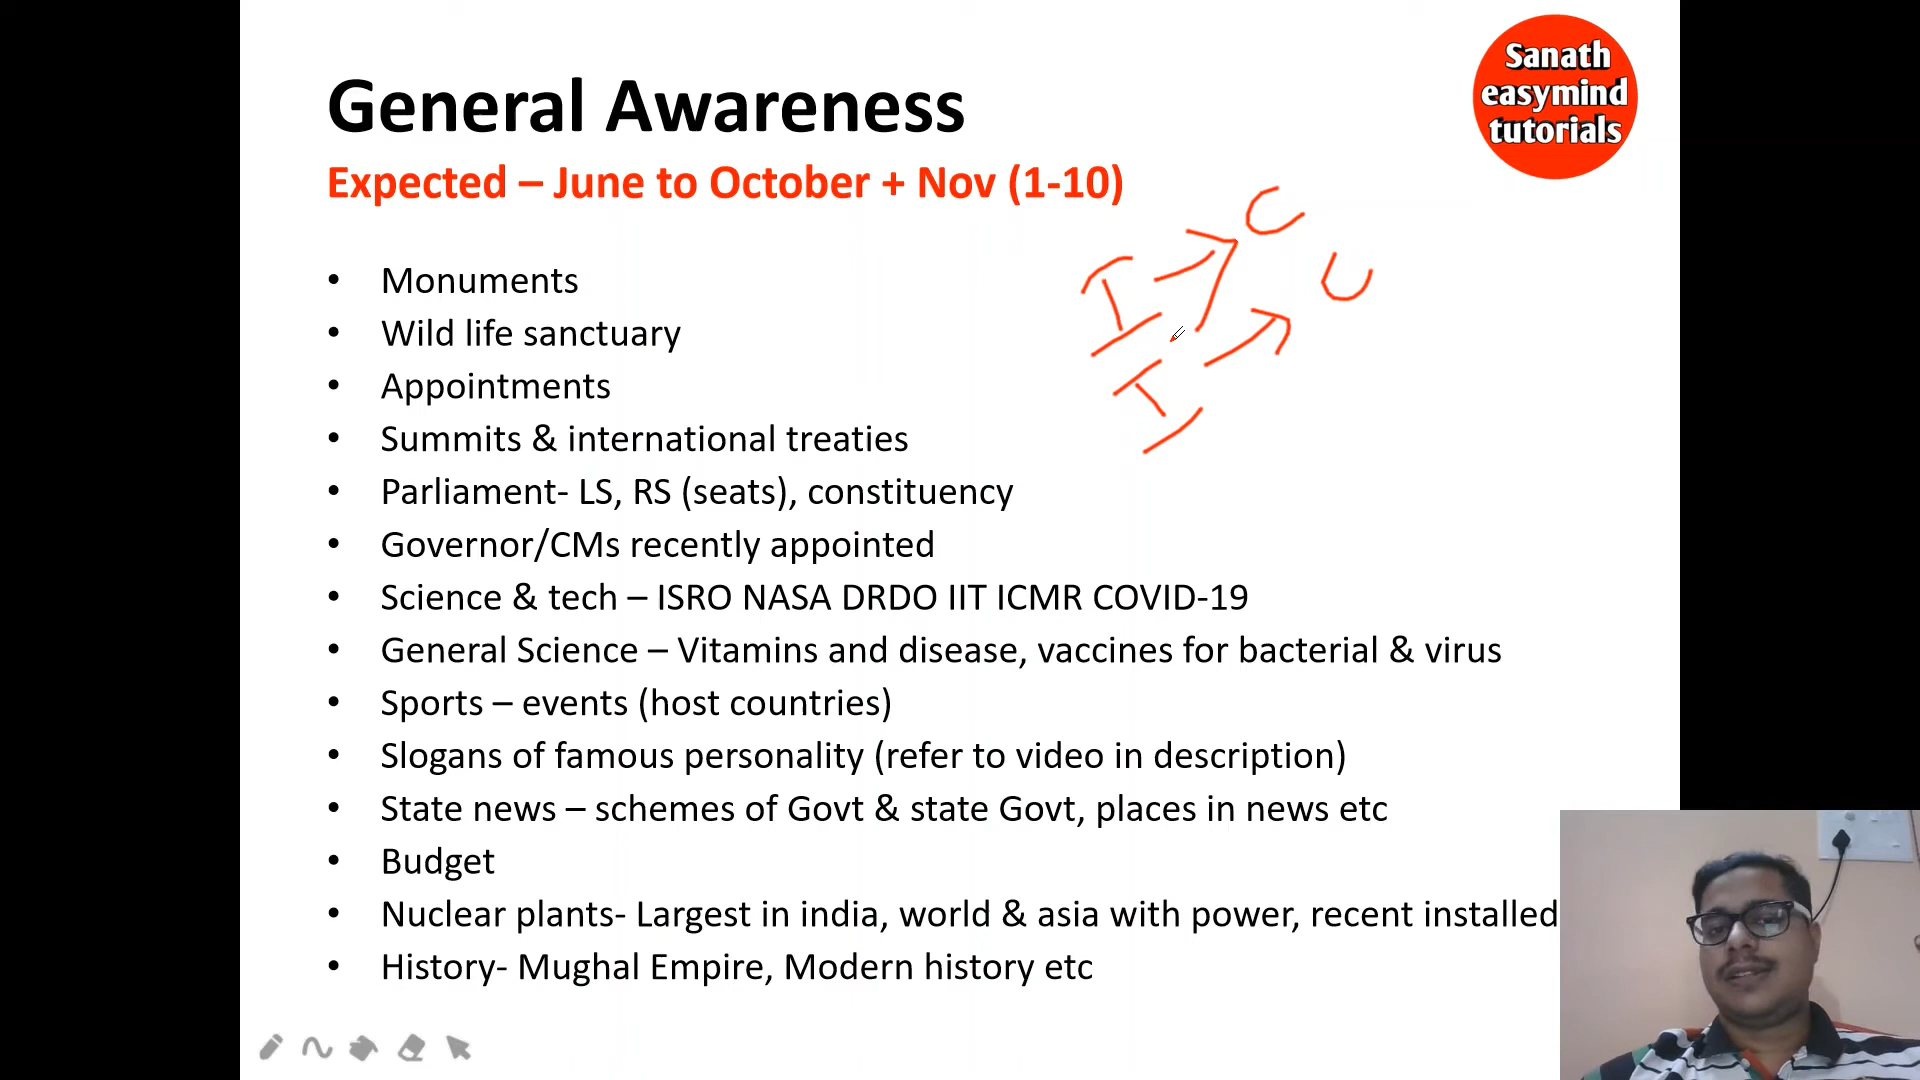 General Awareness
Sanath
easymind
tutorials
Expected – June to October + Nov (1-10)
I → C
I → U
• Monuments
• Wild life sanctuary
• Appointments
• Summits & international treaties
• Parliament- LS, RS (seats), constituency
• Governor/CMs recently appointed
• Science & tech – ISRO NASA DRDO IIT ICMR COVID-19
• General Science – Vitamins and disease, vaccines for bacterial & virus
• Sports – events (host countries)
• Slogans of famous personality (refer to video in description)
• State news – schemes of Govt & state Govt, places in news etc
• Budget
• Nuclear plants- Largest in india, world & asia with power, recent installed
• History- Mughal Empire, Modern history etc